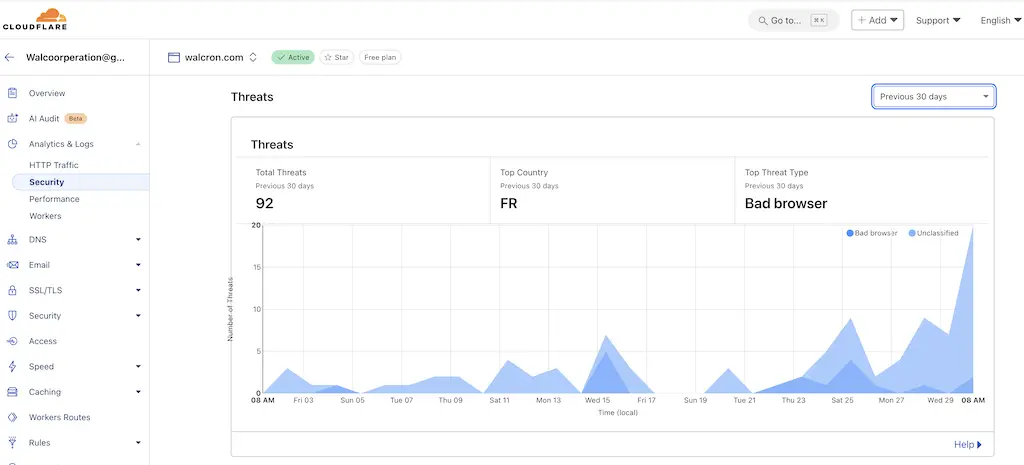 CLOUDFLARE
Go to... ⌘K
+ Add
Support
English
Walcoorperation@g...
walcron.com
Active
Star
Free plan
Overview
AI Audit Beta
Analytics & Logs
HTTP Traffic
Security
Performance
Workers
DNS
Email
SSL/TLS
Security
Access
Speed
Caching
Workers Routes
Rules
Threats
Previous 30 days
Threats
Total Threats
Previous 30 days
92
Top Country
Previous 30 days
FR
Top Threat Type
Previous 30 days
Bad browser
Bad browser Unclassified
Number of Threats
20
15
10
5
0
08 AM Fri 03 Sun 05 Tue 07 Thu 09 Sat 11 Mon 13 Wed 15 Fri 17 Sun 19 Tue 21 Thu 23 Sat 25 Mon 27 Wed 29 08 AM
Time (local)
Help